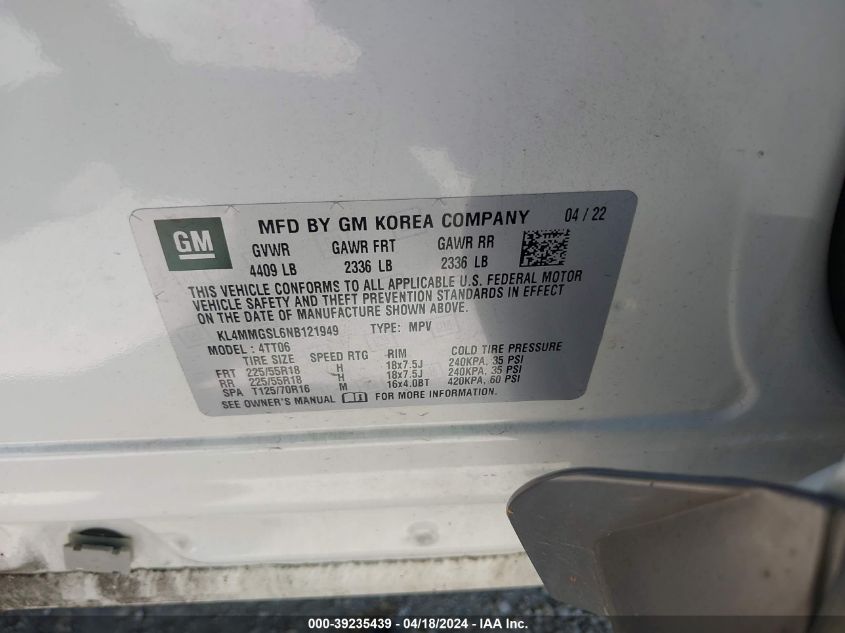 GM
MFD BY GM KOREA COMPANY 04 / 22
GVWR GAWR FRT GAWR RR
4409 LB 2336 LB 2336 LB
THIS VEHICLE CONFORMS TO ALL APPLICABLE U.S. FEDERAL MOTOR
VEHICLE SAFETY AND THEFT PREVENTION STANDARDS IN EFFECT
ON THE DATE OF MANUFACTURE SHOWN ABOVE.
KL4MMGSL6NB121949 TYPE: MPV
MODEL : 4TT06
TIRE SIZE SPEED RTG RIM COLD TIRE PRESSURE
FRT 225/55R18 H 18x7.5J 240KPA, 35 PSI
RR 225/55R18 H 18x7.5J 240KPA, 35 PSI
SPA T125/70R16 M 16x4.0BT 420KPA, 60 PSI
SEE OWNER'S MANUAL FOR MORE INFORMATION.
000-39235439 - 04/18/2024 - IAA Inc.